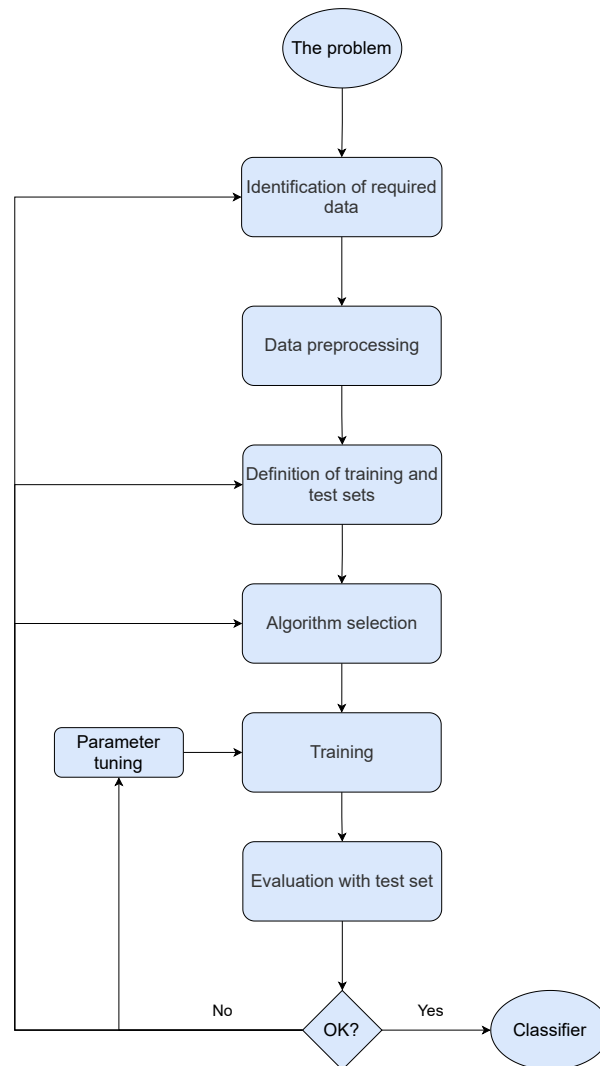 The problem
Identification of required
data
Data preprocessing
Definition of training and
test sets
Algorithm selection
Parameter
tuning
Training
Evaluation with test set
No
OK?
Yes
Classifier